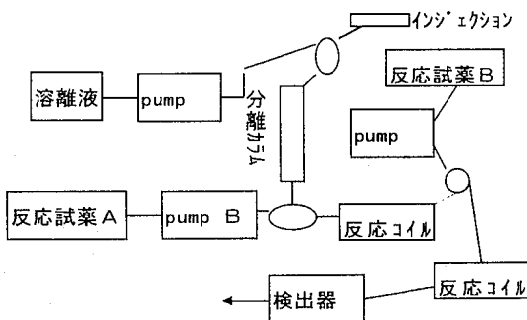 インジェクション
反応試薬B
溶離液
pump
分離カラム
pump
反応試薬A
pump B
反応コイル
検出器
反応コイル